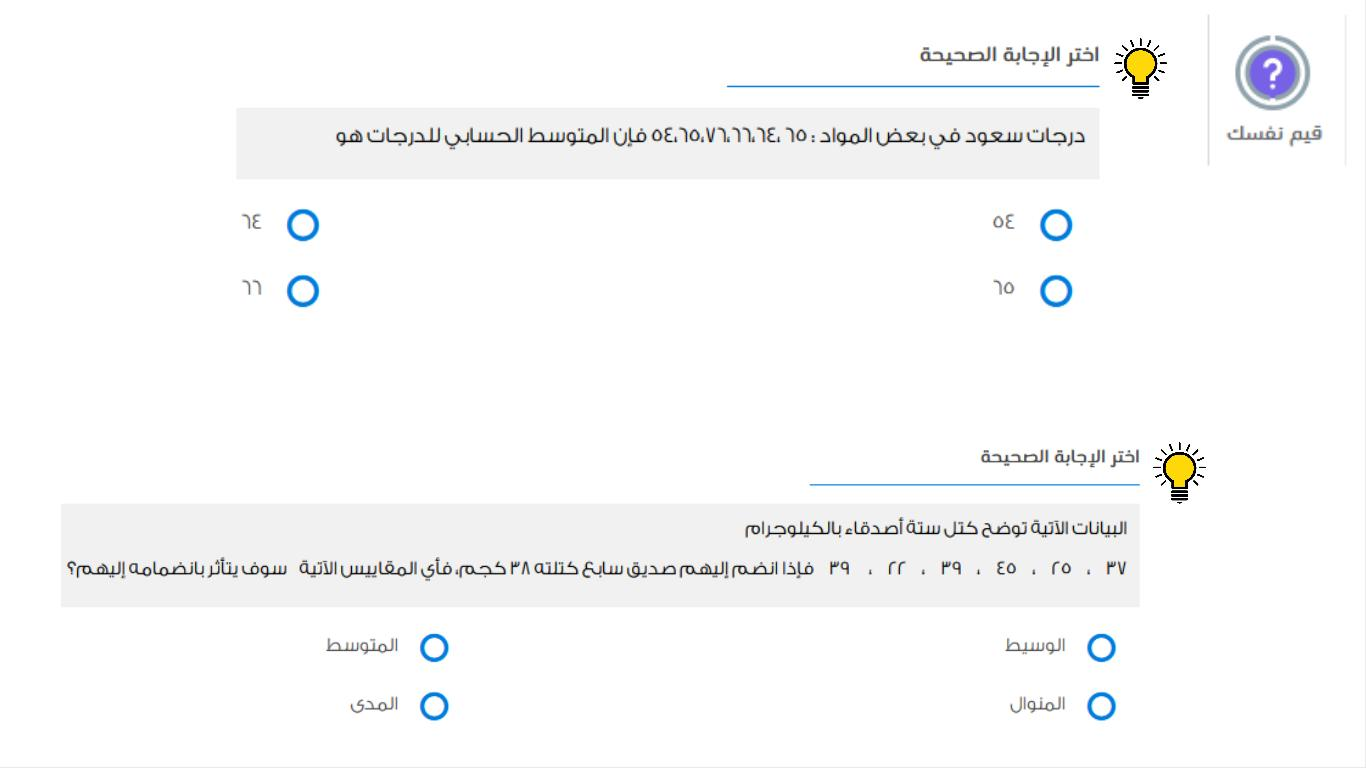 اختر الإجابة الصحيحة
?
قيم نفسك
درجات سعود في بعض المواد : ٦٥ ،٥٤،٦٥،٧٦،٦٦،٦٤ فإن المتوسط الحسابي للدرجات هو
٥٤
٦٤
٦٥
٦٦
اختر الإجابة الصحيحة
البيانات الآتية توضح كتل ستة أصدقاء بالكيلوجرام
٣٧ ، ٢٥ ، ٤٥ ، ٣٩ ، ٢٢ ، ٣٩ فإذا انضم إليهم صديق سابع كتلته ٣٨ كجم، فأي المقاييس الآتية سوف يتأثر بانضمامه إليهم؟
الوسيط
المتوسط
المنوال
المدى